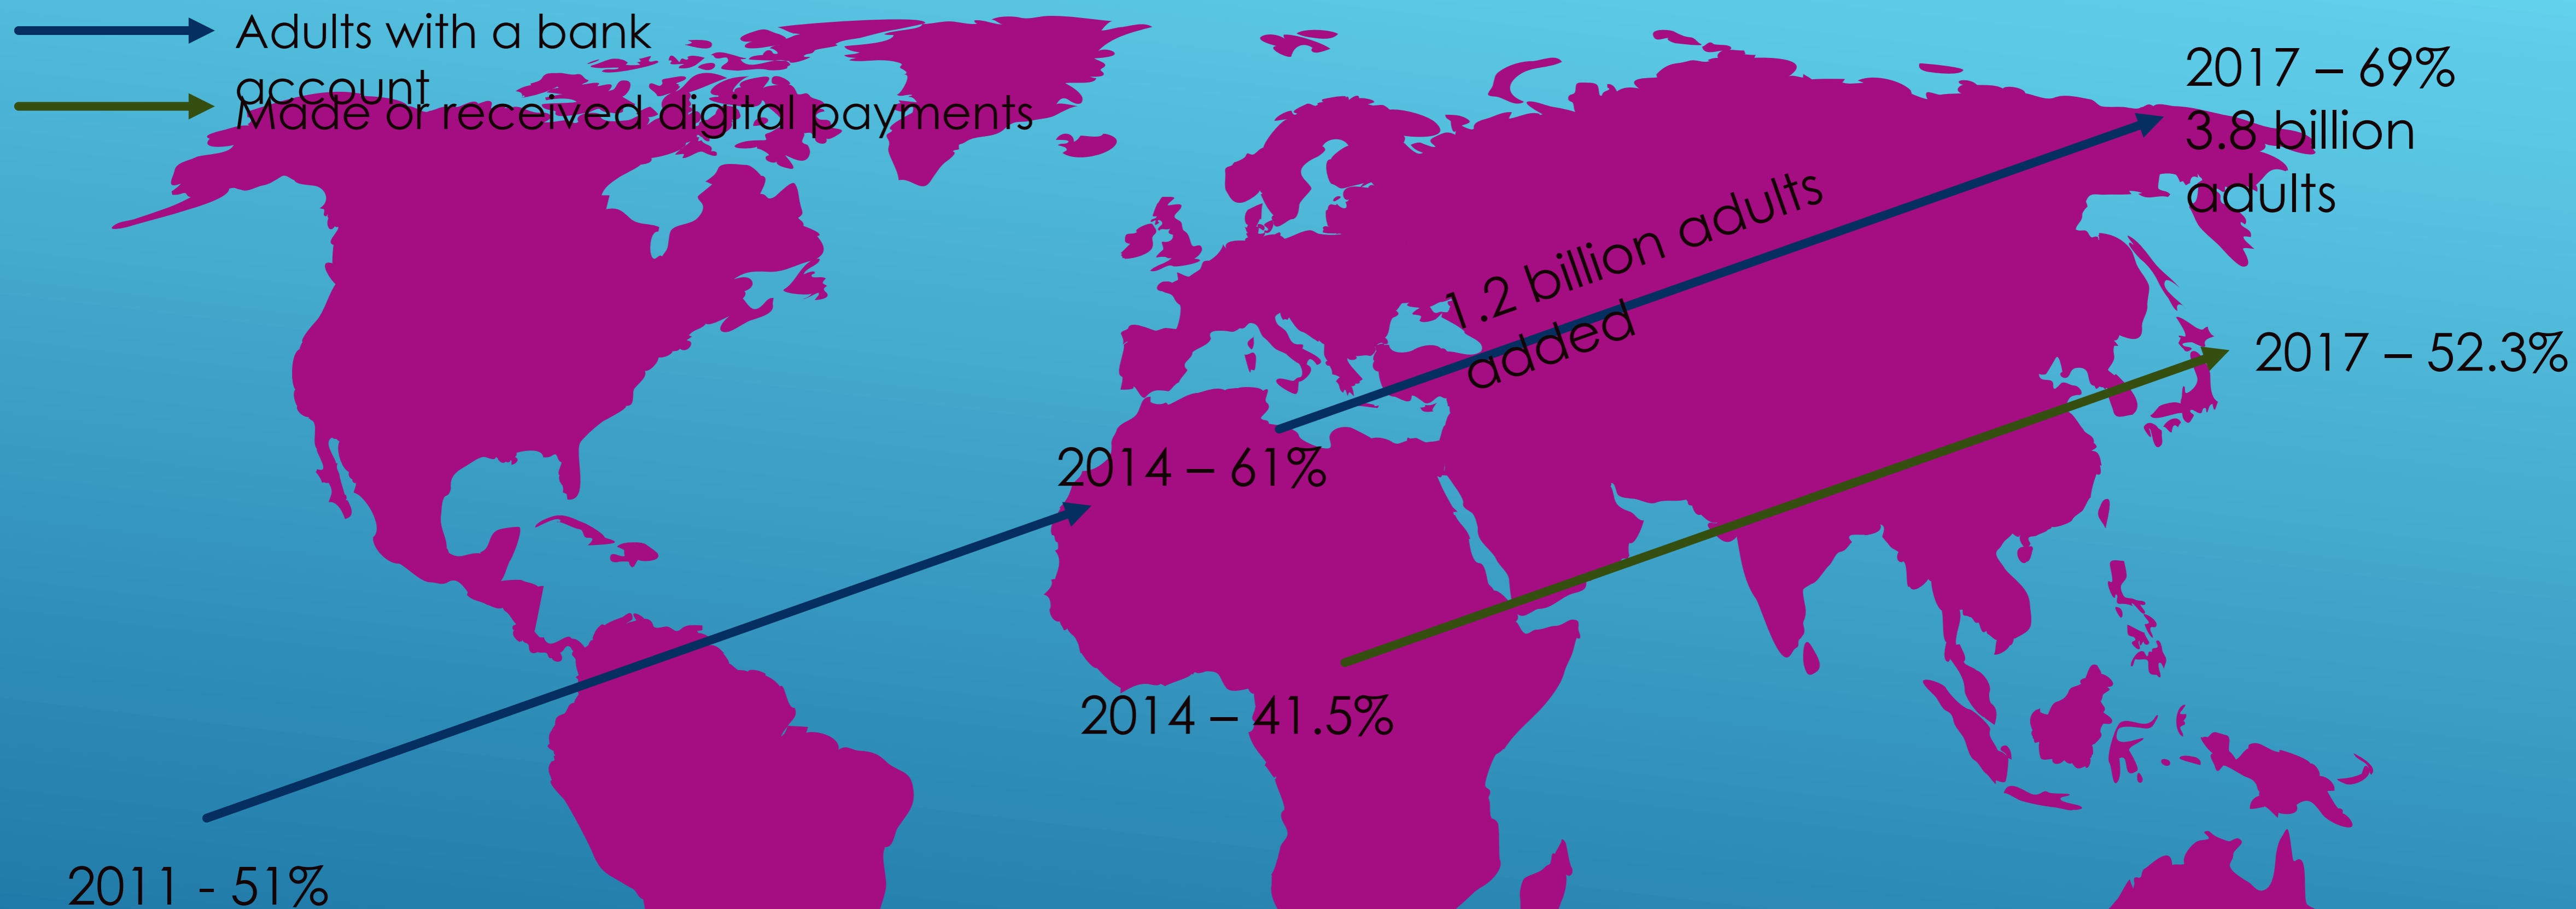 Adults with a bank
account
Made or received digital payments
2017 – 69%
3.8 billion
adults
1.2 billion adults
added
2017 – 52.3%
2014 – 61%
2014 – 41.5%
2011 - 51%